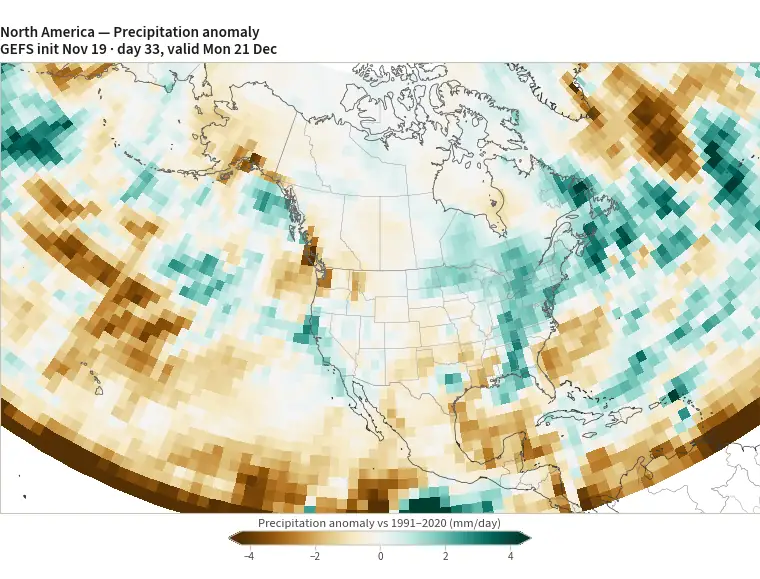 North America — Precipitation anomaly
GEFS init Nov 19 · day 33, valid Mon 21 Dec
Precipitation anomaly vs 1991–2020 (mm/day)
−4 −2 0 2 4